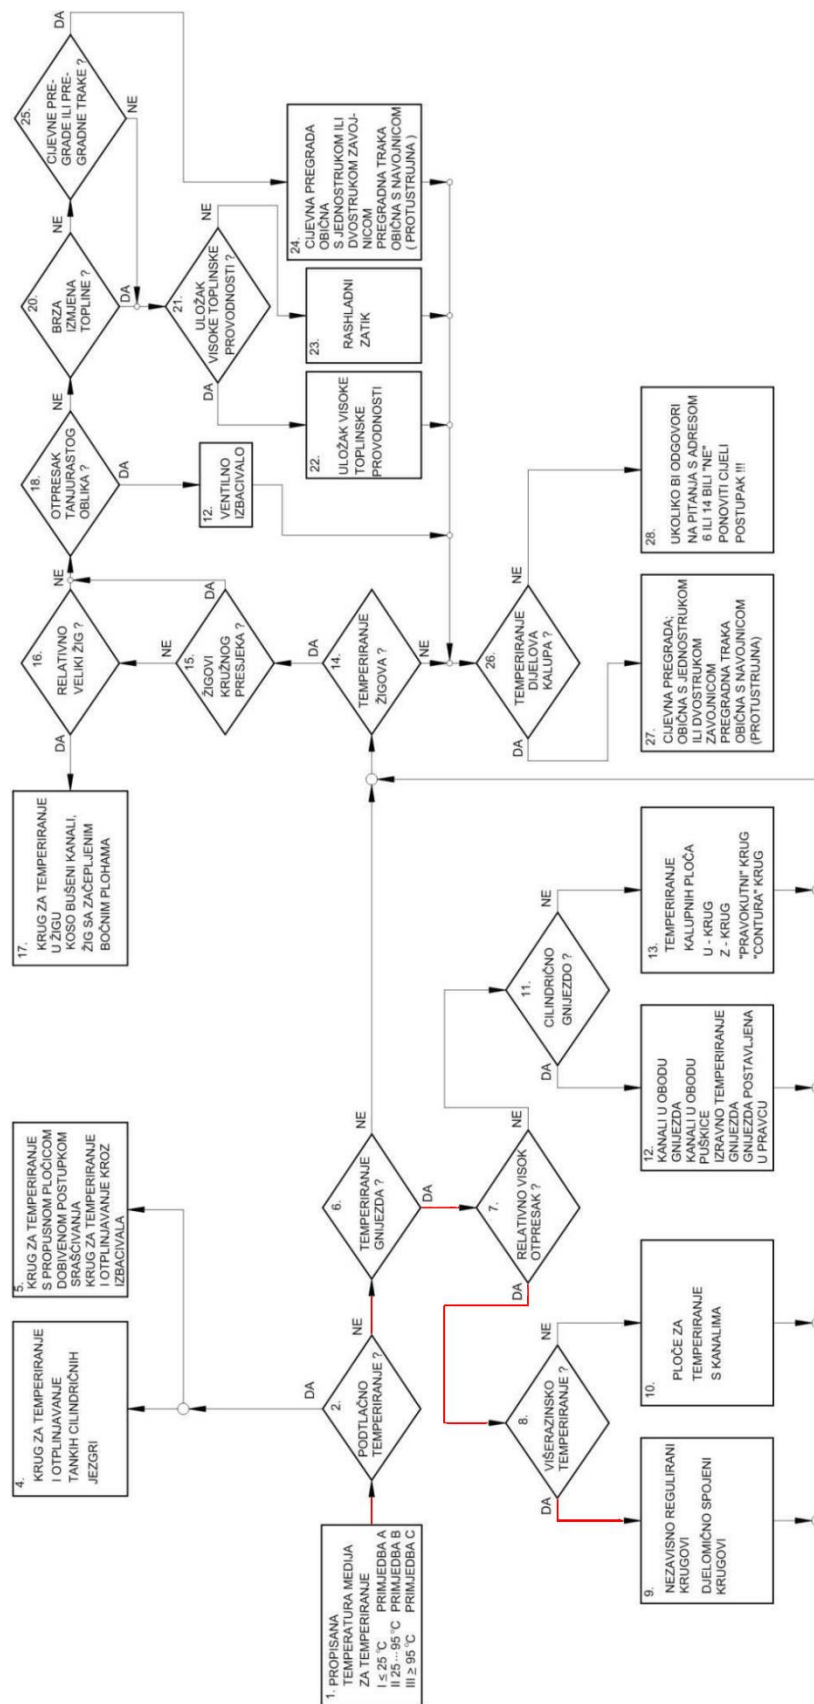 1. PROPISANA
TEMPERATURA MEDIJA
ZA TEMPERIRANJE
I ≤ 25 °C PRIMJEDBA A
II 25 ... 95 °C PRIMJEDBA B
III ≥ 95 °C PRIMJEDBA C
2.
PODTLAČNO
TEMPERIRANJE ?
DA
NE
4.
KRUG ZA TEMPERIRANJE
I OTPLINJAVANJE
TANKIH CILINDRIČNIH
JEZGRI
5.
KRUG ZA TEMPERIRANJE
S PROPUSNOM PLOČICOM
DOBIVENOM POSTUPKOM
SRAŠĆIVANJA
KRUG ZA TEMPERIRANJE
I OTPLINJAVANJE KROZ
IZBACIVALA
6.
TEMPERIRANJE
GNIJEZDA ?
NE
DA
7.
RELATIVNO VISOK
OTPRESAK ?
DA
NE
8.
VIŠERAZINSKO
TEMPERIRANJE ?
DA
NE
9.
NEZAVISNO REGULIRANI
KRUGOVI
DJELOMIČNO SPOJENI
KRUGOVI
10.
PLOČE ZA
TEMPERIRANJE
S KANALIMA
11.
CILINDRIČNO
GNIJEZDO ?
DA
NE
12.
KANALI U OBODU
GNIJEZDA
KANALI U OBODU
PUŠKICE
IZRAVNO TEMPERIRANJE
GNIJEZDA
GNIJEZDA POSTAVLJENA
U PRAVCU
13.
TEMPERIRANJE
KALUPNIH PLOČA
U - KRUG
Z - KRUG
"PRAVOKUTNI" KRUG
"CONTURA" KRUG
14.
TEMPERIRANJE
ŽIGOVA ?
DA
NE
15.
ŽIGOVI
KRUŽNOG
PRESJEKA ?
NE
DA
16.
RELATIVNO
VELIKI ŽIG ?
DA
NE
17.
KRUG ZA TEMPERIRANJE
U ŽIGU
KOSO BUŠENI KANALI,
ŽIG SA ZAČEPLJENIM
BOČNIM PLOHAMA
18.
OTPRESAK
TANJURASTOG
OBLIKA ?
NE
DA
12.
VENTILNO
IZBACIVALO
20.
BRZA
IZMJENA
TOPLINE ?
NE
DA
21.
ULOŽAK
VISOKE TOPLINSKE
PROVODNOSTI ?
DA
NE
22.
ULOŽAK VISOKE
TOPLINSKE
PROVODNOSTI
23.
RASHLADNI
ZATIK
24.
CIJEVNA PREGRADA
OBIČNA
S JEDNOSTRUKOM ILI
DVOSTRUKOM ZAVOJ-
NICOM
PREGRADNA TRAKA
OBIČNA S NAVOJNICOM
( PROTUSTRUJNA )
25.
CIJEVNE PRE-
GRADE ILI PRE-
GRADNE TRAKE ?
DA
NE
26.
TEMPERIRANJE
DIJELOVA
KALUPA ?
DA
NE
27.
CIJEVNA PREGRADA;
OBIČNA S JEDNOSTRUKOM
ILI DVOSTRUKOM
ZAVOJNICOM
PREGRADNA TRAKA
OBIČNA S NAVOJNICOM
(PROTUSTRUJNA)
28.
UKOLIKO BI ODGOVORI
NA PITANJA S ADRESOM
6 ILI 14 BILI "NE"
PONOVITI CIJELI
POSTUPAK !!!